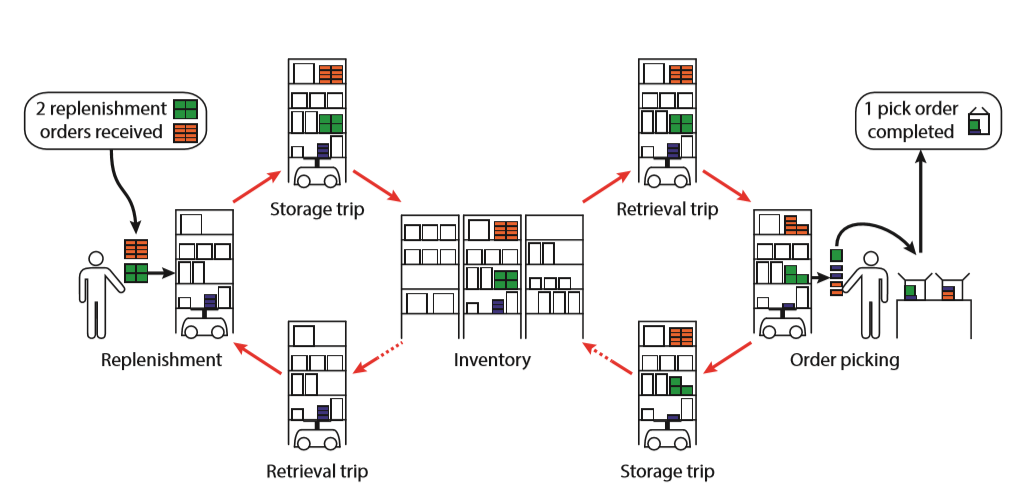 2 replenishment
orders received
1 pick order
completed
Storage trip
Retrieval trip
Replenishment
Inventory
Order picking
Retrieval trip
Storage trip